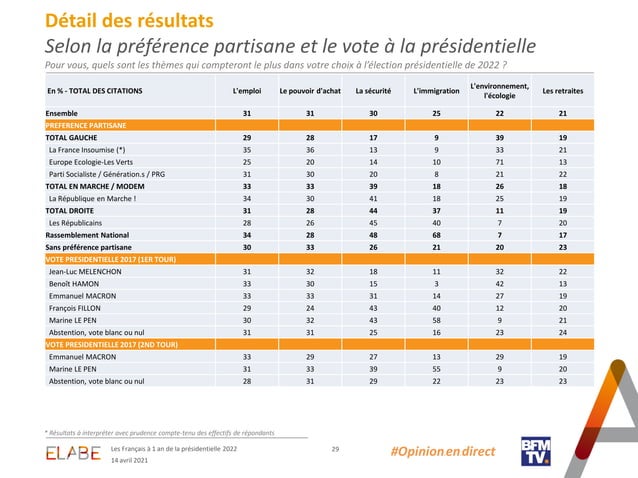 Détail des résultats
Selon la préférence partisane et le vote à la présidentielle
Pour vous, quels sont les thèmes qui compteront le plus dans votre choix à l'élection présidentielle de 2022 ?
En % - TOTAL DES CITATIONS L'emploi Le pouvoir d'achat La sécurité L'immigration L'environnement, l'écologie Les retraites
Ensemble 31 31 30 25 22 21
PREFERENCE PARTISANE
TOTAL GAUCHE 29 28 17 9 39 19
La France Insoumise (*) 35 36 13 9 33 21
Europe Ecologie-Les Verts 25 20 14 10 71 13
Parti Socialiste / Génération.s / PRG 31 30 20 8 21 22
TOTAL EN MARCHE / MODEM 33 33 39 18 26 18
La République en Marche ! 34 30 41 18 25 19
TOTAL DROITE 31 28 44 37 11 19
Les Républicains 28 26 45 40 7 20
Rassemblement National 34 28 48 68 7 17
Sans préférence partisane 30 33 26 21 20 23
VOTE PRESIDENTIELLE 2017 (1ER TOUR)
Jean-Luc MELENCHON 31 32 18 11 32 22
Benoît HAMON 33 30 15 3 42 13
Emmanuel MACRON 33 33 31 14 27 19
François FILLON 29 24 43 40 12 20
Marine LE PEN 30 32 43 58 9 21
Abstention, vote blanc ou nul 31 31 25 16 23 24
VOTE PRESIDENTIELLE 2017 (2ND TOUR)
Emmanuel MACRON 33 29 27 13 29 19
Marine LE PEN 31 33 39 55 9 20
Abstention, vote blanc ou nul 28 31 29 22 23 23
* Résultats à interpréter avec prudence compte-tenu des effectifs de répondants
ELABE
Les Français à 1 an de la présidentielle 2022
14 avril 2021
29
#Opinion en direct
BFM
TV.